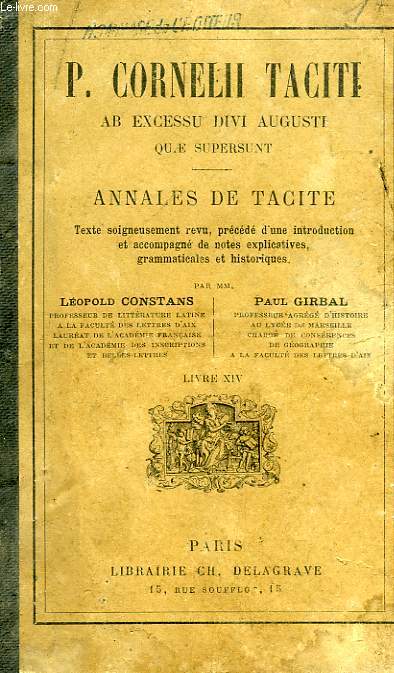 Le-livre.com
P. CORNELII TACITI
AB EXCESSU DIVI AUGUSTI
QUÆ SUPERSUNT
ANNALES DE TACITE
Texte soigneusement revu, précédé d'une introduction
et accompagné de notes explicatives,
grammaticales et historiques.
PAR MM.
LÉOPOLD CONSTANS
PROFESSEUR DE LITTÉRATURE LATINE
A LA FACULTÉ DES LETTRES D'AIX
LAURÉAT DE L'ACADÉMIE FRANÇAISE
ET DE L'ACADÉMIE DES INSCRIPTIONS
ET BELLES-LETTRES
PAUL GIRBAL
PROFESSEUR AGRÉGÉ D'HISTOIRE
AU LYCÉE DE MARSEILLE
CHARGÉ DE CONFÉRENCES
DE GÉOGRAPHIE
A LA FACULTÉ DES LETTRES D'AIX
LIVRE XIV
PARIS
LIBRAIRIE CH. DELAGRAVE
15, RUE SOUFFLOT, 15